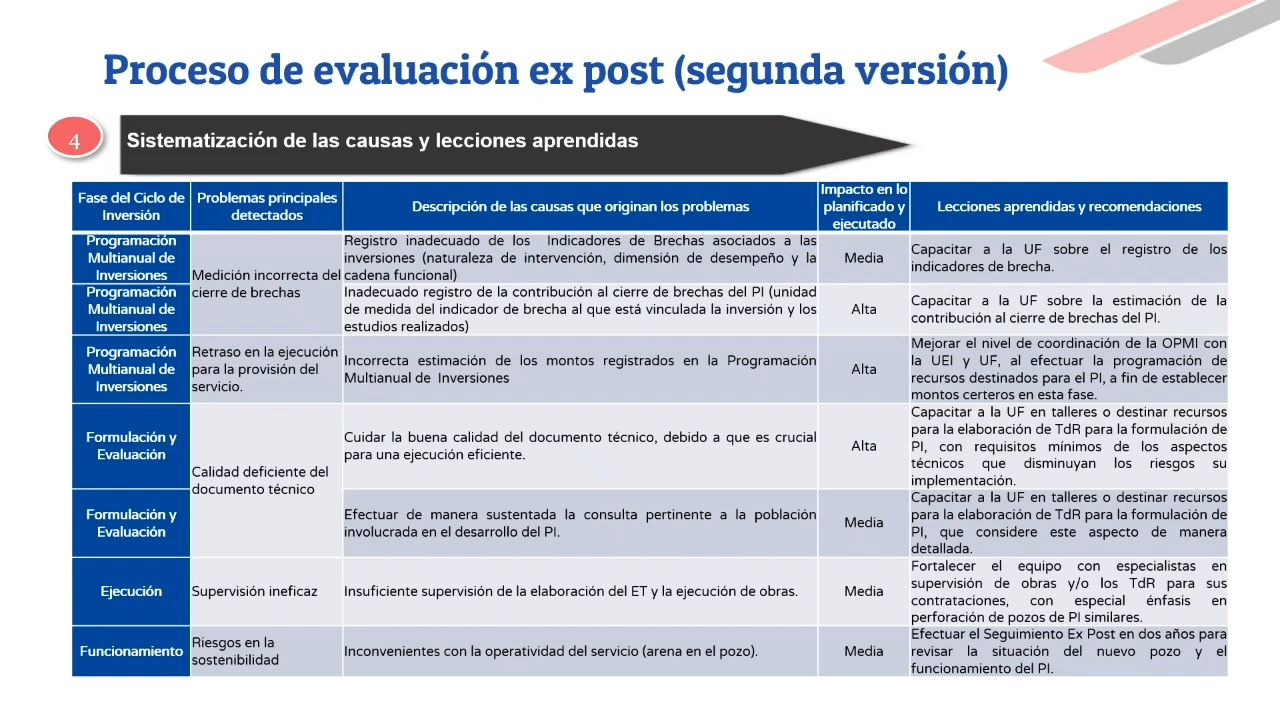 Proceso de evaluación ex post (segunda versión)
4
Sistematización de las causas y lecciones aprendidas
Fase del Ciclo de
Inversión
Problemas principales
detectados
Descripción de las causas que originan los problemas
Impacto en lo
planificado y
ejecutado
Lecciones aprendidas y recomendaciones
Programación
Multianual de
Inversiones
Medición incorrecta del
cierre de brechas
Registro inadecuado de los Indicadores de Brechas asociados a las
inversiones (naturaleza de intervención, dimensión de desempeño y la
cadena funcional)
Media
Capacitar a la UF sobre el registro de los
indicadores de brecha.
Programación
Multianual de
Inversiones
Inadecuado registro de la contribución al cierre de brechas del PI (unidad
de medida del indicador de brecha al que está vinculada la inversión y los
estudios realizados)
Alta
Capacitar a la UF sobre la estimación de la
contribución al cierre de brechas del PI.
Programación
Multianual de
Inversiones
Retraso en la ejecución
para la provisión del
servicio.
Incorrecta estimación de los montos registrados en la Programación
Multianual de Inversiones
Alta
Mejorar el nivel de coordinación de la OPMI con
la UEI y UF, al efectuar la programación de
recursos destinados para el PI, a fin de establecer
montos certeros en esta fase.
Formulación y
Evaluación
Calidad deficiente del
documento técnico
Cuidar la buena calidad del documento técnico, debido a que es crucial
para una ejecución eficiente.
Alta
Capacitar a la UF en talleres o destinar recursos
para la elaboración de TdR para la formulación de
PI, con requisitos mínimos de los aspectos
técnicos que disminuyan los riesgos su
implementación.
Formulación y
Evaluación
Efectuar de manera sustentada la consulta pertinente a la población
involucrada en el desarrollo del PI.
Media
Capacitar a la UF en talleres o destinar recursos
para la elaboración de TdR para la formulación de
PI, que considere este aspecto de manera
detallada.
Ejecución
Supervisión ineficaz
Insuficiente supervisión de la elaboración del ET y la ejecución de obras.
Media
Fortalecer el equipo con especialistas en
supervisión de obras y/o los TdR para sus
contrataciones, con especial énfasis en
perforación de pozos de PI similares.
Funcionamiento
Riesgos en la
sostenibilidad
Inconvenientes con la operatividad del servicio (arena en el pozo).
Media
Efectuar el Seguimiento Ex Post en dos años para
revisar la situación del nuevo pozo y el
funcionamiento del PI.